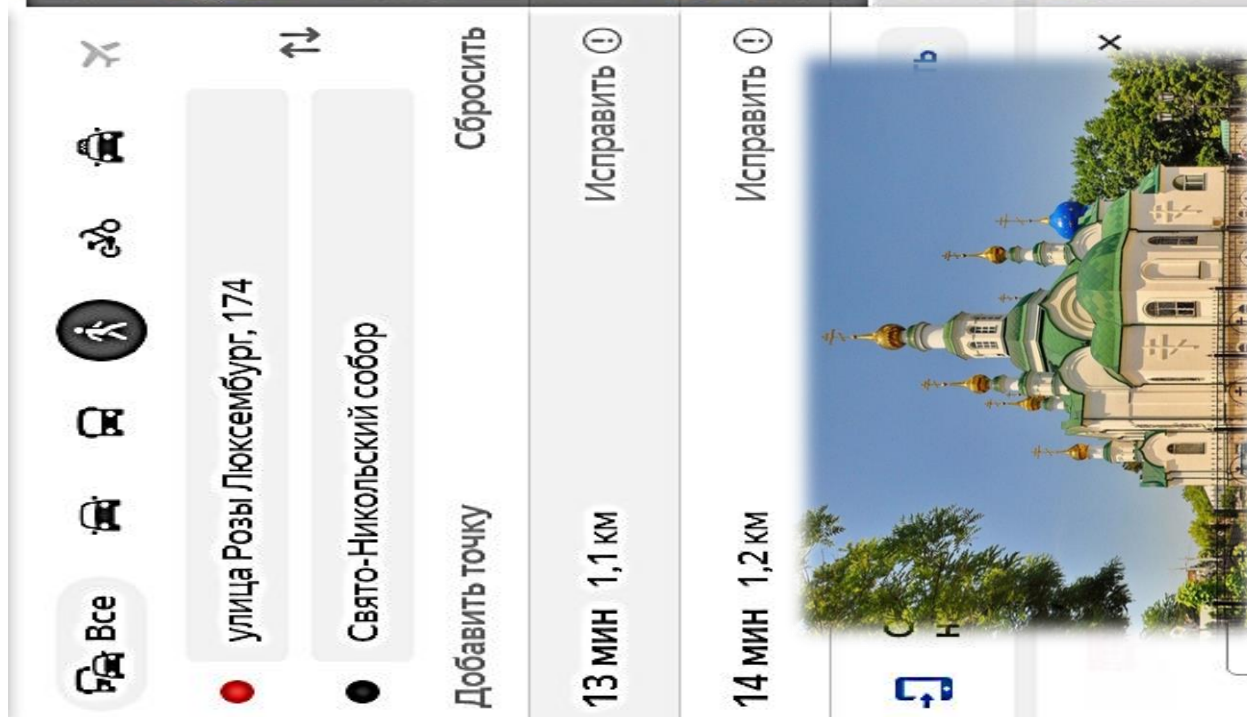 Все
улица Розы Люксембург, 174
Свято-Никольский собор
Добавить точку Сбросить
13 мин 1,1 км Исправить
14 мин 1,2 км Исправить